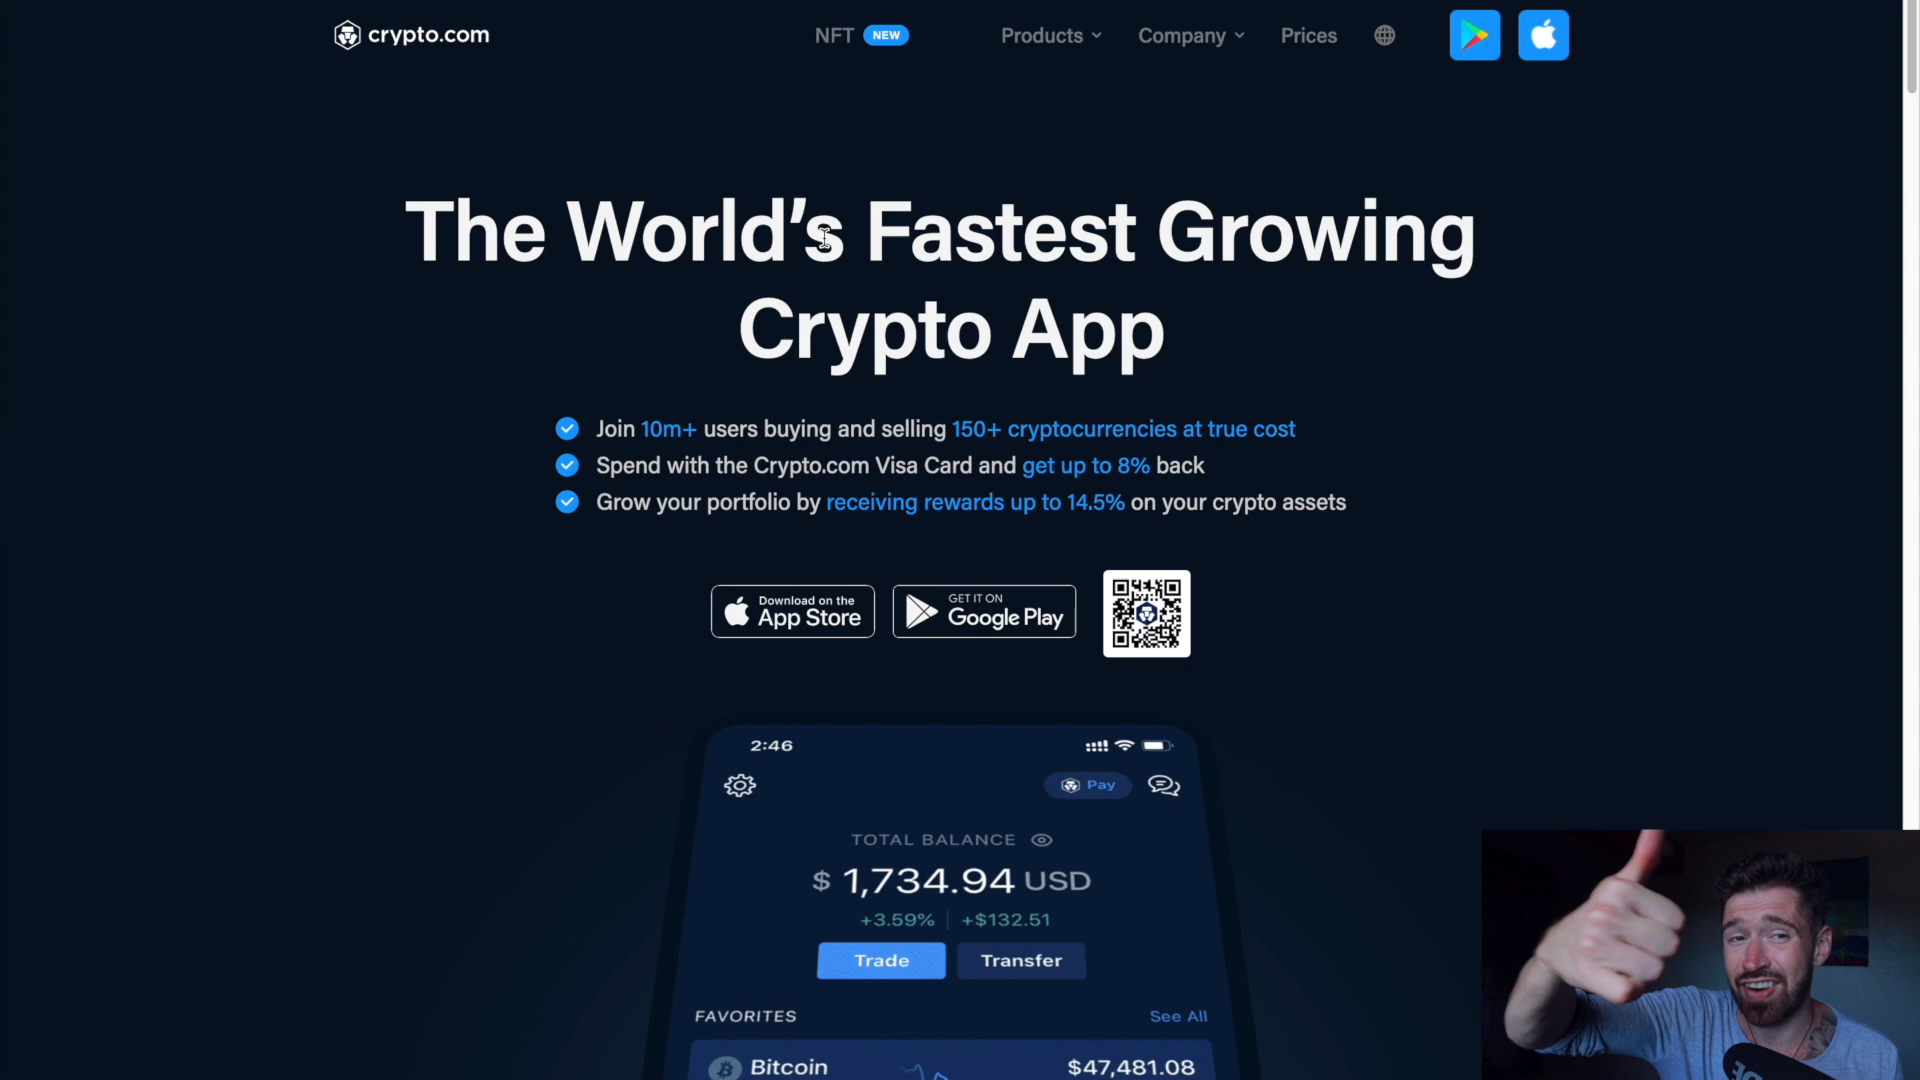 crypto.com
NFT NEW
Products
Company
Prices
The World's Fastest Growing
Crypto App
Join 10m+ users buying and selling 150+ cryptocurrencies at true cost
Spend with the Crypto.com Visa Card and get up to 8% back
Grow your portfolio by receiving rewards up to 14.5% on your crypto assets
Download on the
App Store
GET IT ON
Google Play
2:46
Pay
TOTAL BALANCE
$ 1,734.94 USD
+3.59% +$132.51
Trade
Transfer
FAVORITES
See All
Bitcoin
$47,481.08